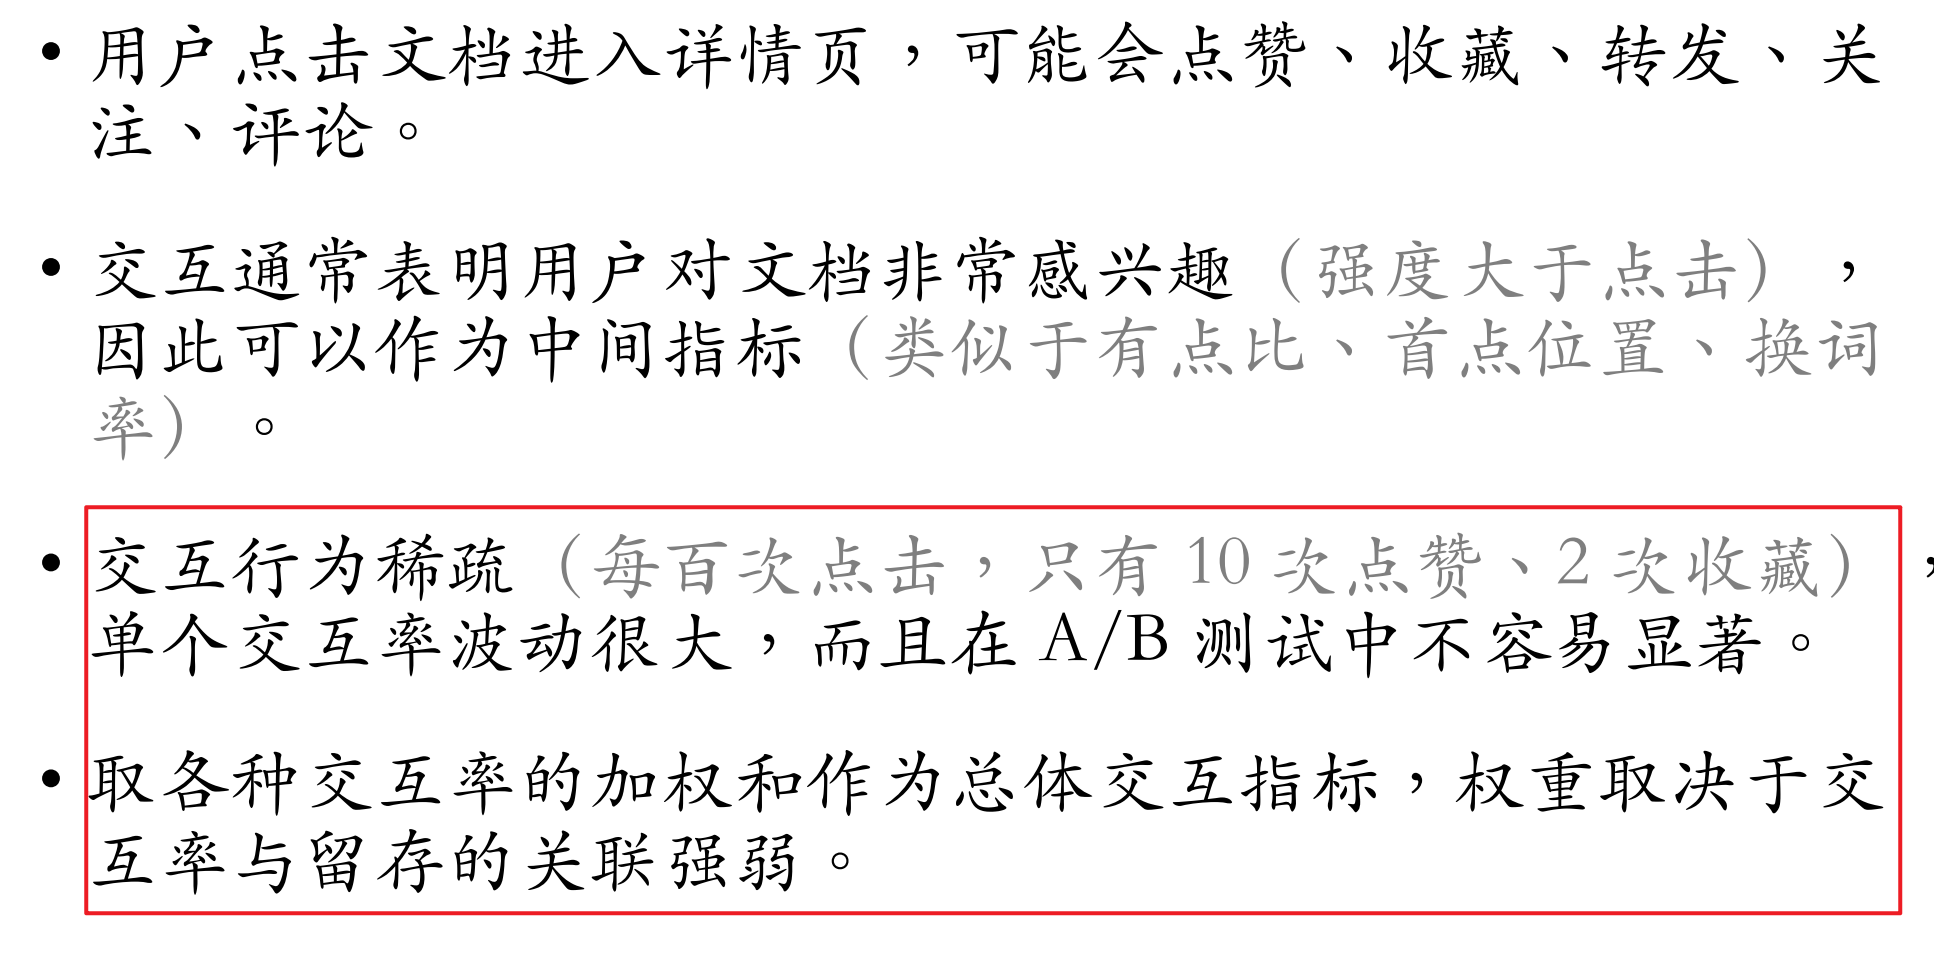 • 用户点击文档进入详情页，可能会点赞、收藏、转发、关
注、评论。
• 交互通常表明用户对文档非常感兴趣（强度大于点击），
因此可以作为中间指标（类似于有点比、首点位置、换词
率）。
• 交互行为稀疏（每百次点击，只有 10 次点赞、2 次收藏），
单个交互率波动很大，而且在 A/B 测试中不容易显著。
• 取各种交互率的加权和作为总体交互指标，权重取决于交
互率与留存的关联强弱。